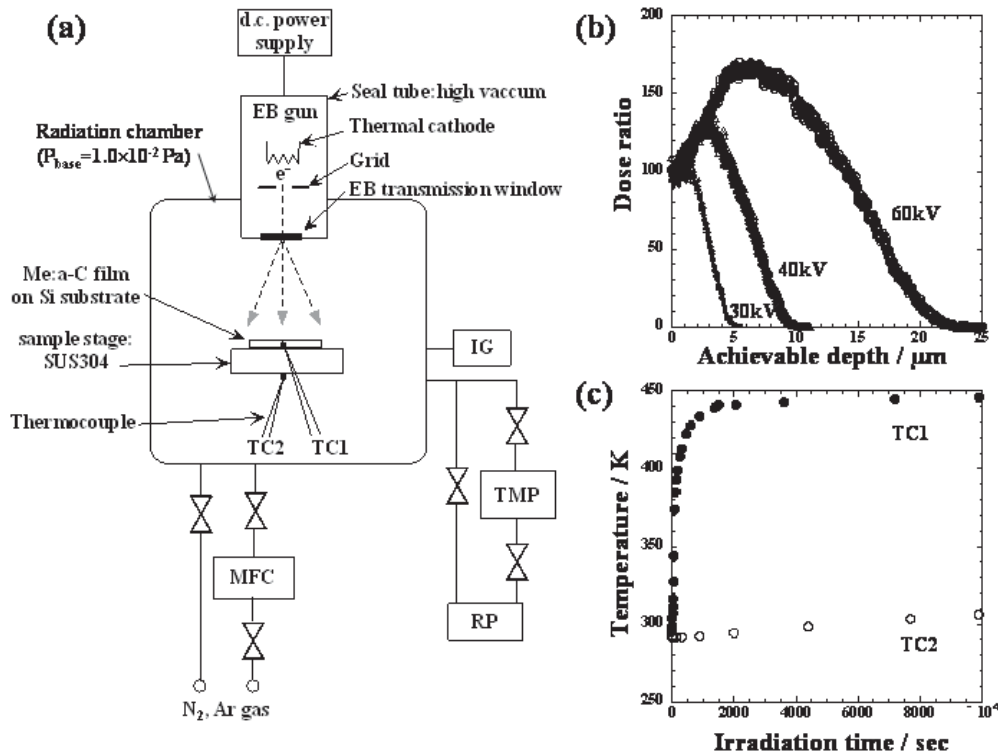 (a)
d.c. power
supply
Seal tube:high vaccum
EB gun
Thermal cathode
e-
Grid
EB transmission window
Radiation chamber
(Pbase=1.0×10-2 Pa)
Me:a-C film
on Si substrate
sample stage:
SUS304
Thermocouple
TC2 TC1
IG
TMP
MFC
RP
N2, Ar gas
(b)
Dose ratio
200
150
100
50
0
60kV
40kV
30kV
0 5 10 15 20 25
Achievable depth / μm
(c)
Temperature / K
450
400
350
300
250
TC1
TC2
0 2000 4000 6000 8000 10⁴
Irradiation time / sec